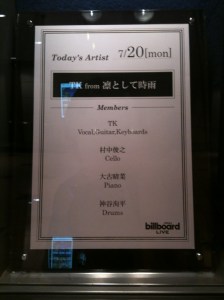 Today's Artist 7/20[mon]
TK from 凛として時雨
Members
TK
Vocal,Guitar,Keyboards
村中俊之
Cello
大古晴菜
Piano
神谷洵平
Drums
billboard
LIVE